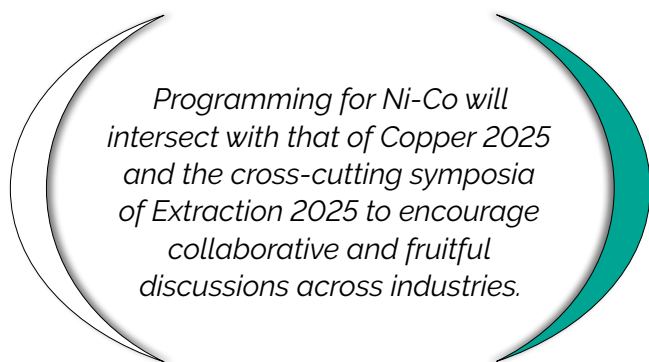 Programming for Ni-Co will
intersect with that of Copper 2025
and the cross-cutting symposia
of Extraction 2025 to encourage
collaborative and fruitful
discussions across industries.